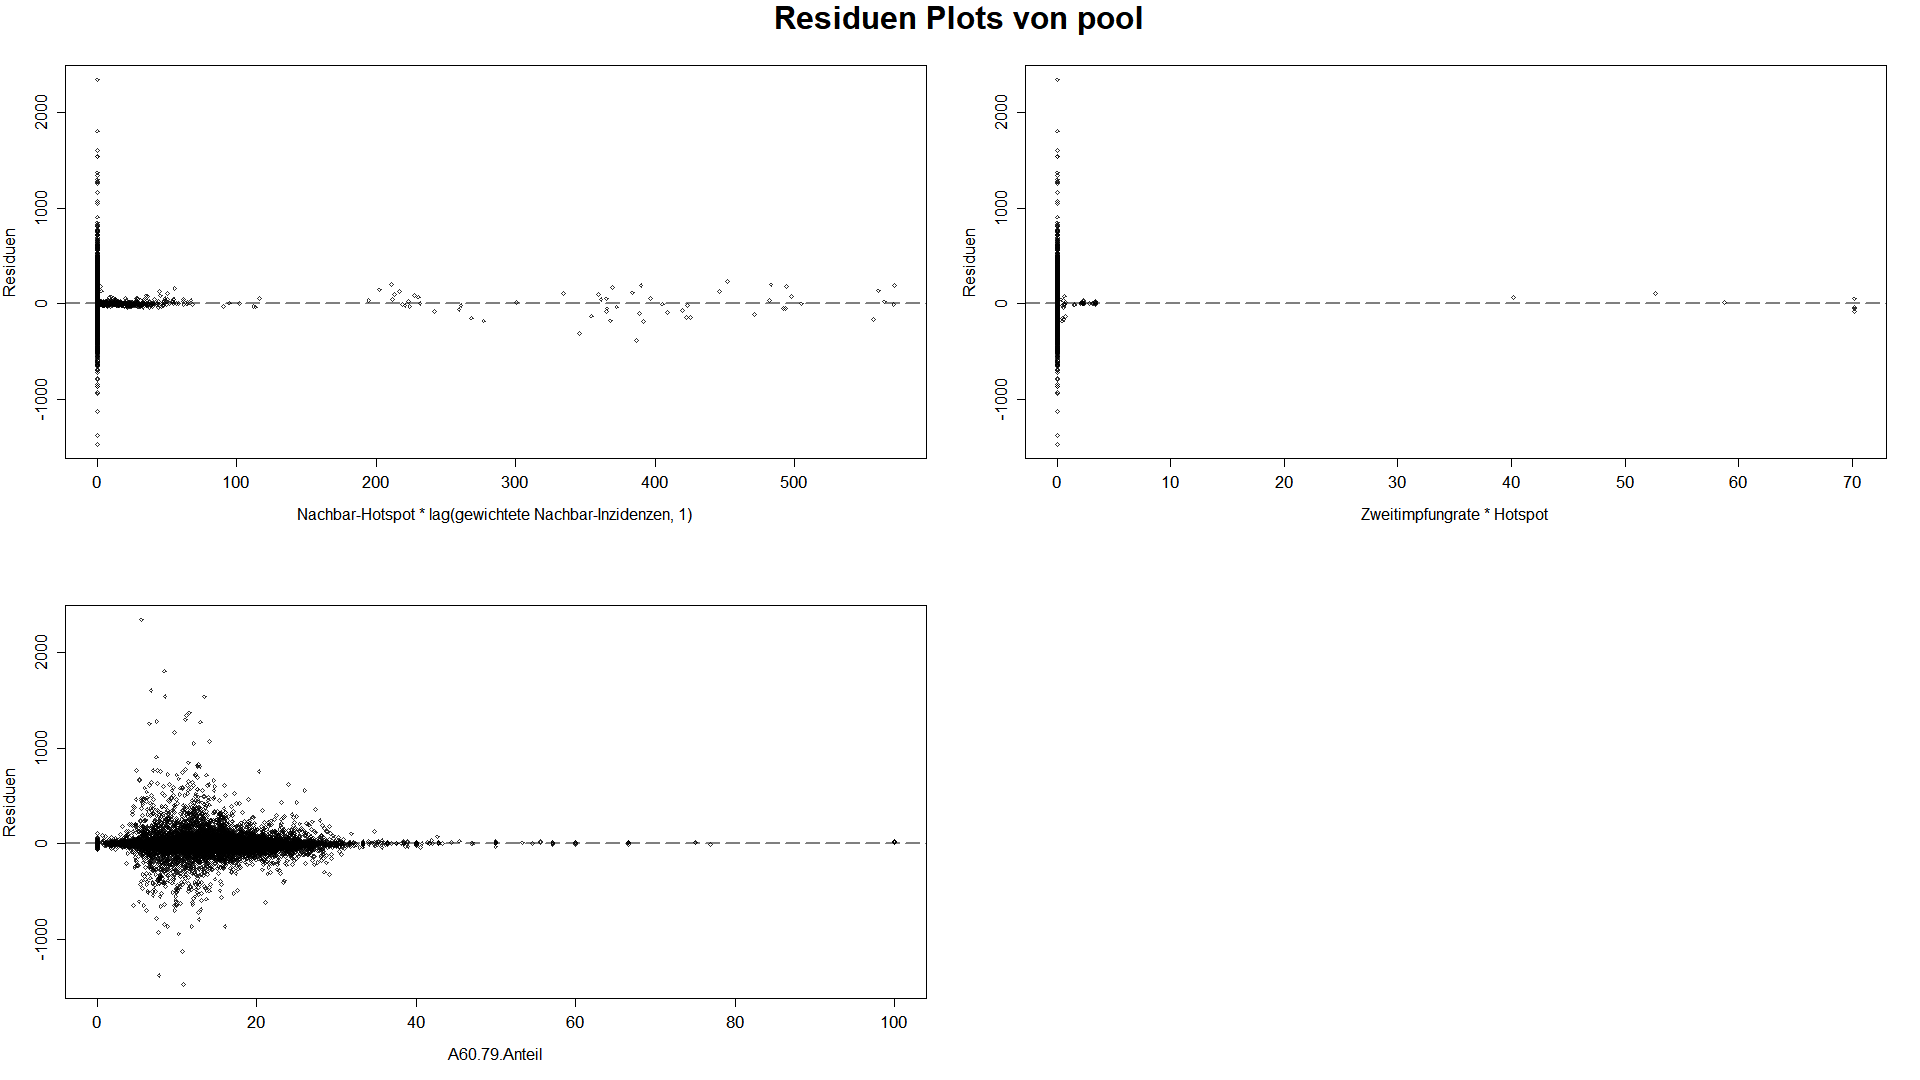 Residuen Plots von pool
Residuen
2000
1000
0
-1000
0 100 200 300 400 500
Nachbar-Hotspot * lag(gewichtete Nachbar-Inzidenzen, 1)
Residuen
2000
1000
0
-1000
0 10 20 30 40 50 60 70
Zweitimpfungrate * Hotspot
Residuen
2000
1000
0
-1000
0 20 40 60 80 100
A60.79.Anteil